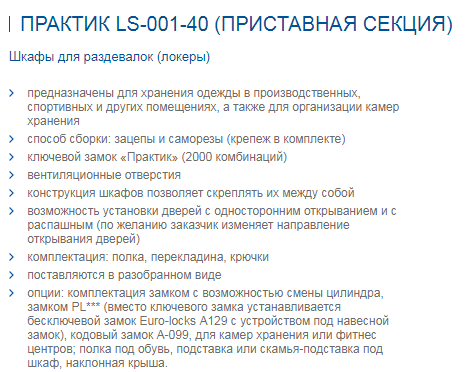 ПРАКТИК LS-001-40 (ПРИСТАВНАЯ СЕКЦИЯ)
Шкафы для раздевалок (локеры)
предназначены для хранения одежды в производственных,
спортивных и других помещениях, а также для организации камер
хранения
способ сборки: зацепы и саморезы (крепеж в комплекте)
ключевой замок «Практик» (2000 комбинаций)
вентиляционные отверстия
конструкция шкафов позволяет скреплять их между собой
возможность установки дверей с односторонним открыванием и с
распашным (по желанию заказчик изменяет направление
открывания дверей)
комплектация: полка, перекладина, крючки
поставляются в разобранном виде
опции: комплектация замком с возможностью смены цилиндра,
замком PL*** (вместо ключевого замка устанавливается
бесключевой замок Euro-locks A129 с устройством под навесной
замок), кодовый замок А-099, для камер хранения или фитнес
центров; полка под обувь, подставка или скамья-подставка под
шкаф, наклонная крыша.